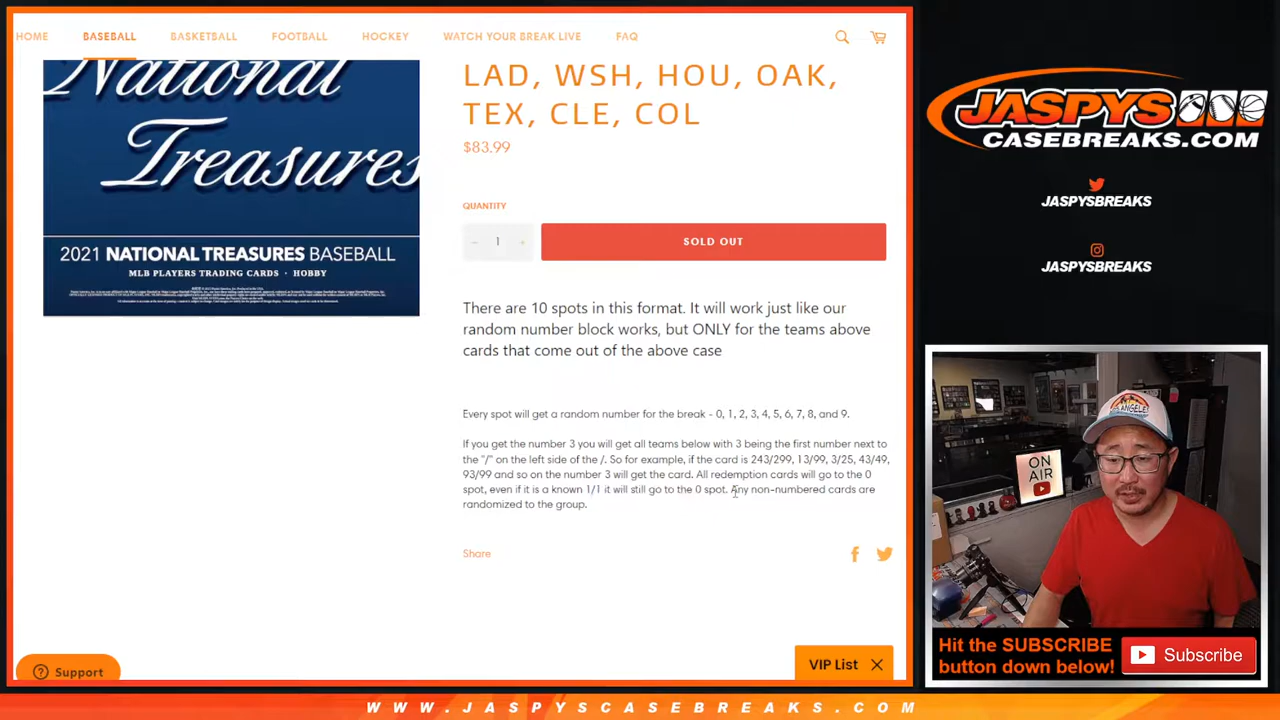 HOME BASEBALL BASKETBALL FOOTBALL HOCKEY WATCH YOUR BREAK LIVE FAQ
National
Treasures
2021 NATIONAL TREASURES BASEBALL
MLB PLAYERS TRADING CARDS · HOBBY
LAD, WSH, HOU, OAK,
TEX, CLE, COL
$83.99
QUANTITY
− 1 +
SOLD OUT
There are 10 spots in this format. It will work just like our
random number block works, but ONLY for the teams above
cards that come out of the above case
Every spot will get a random number for the break - 0, 1, 2, 3, 4, 5, 6, 7, 8, and 9.
If you get the number 3 you will get all teams below with 3 being the first number next to
the "/" on the left side of the /. So for example, if the card is 243/299, 13/99, 3/25, 43/49,
93/99 and so on the number 3 will get the card. All redemption cards will go to the 0
spot, even if it is a known 1/1 it will still go to the 0 spot. Any non-numbered cards are
randomized to the group.
Share
Support
VIP List
JASPYS
CASEBREAKS.COM
JASPYSBREAKS
JASPYSBREAKS
ON
AIR
Hit the SUBSCRIBE
button down below!
Subscribe
WWW.JASPYSCASEBREAKS.COM